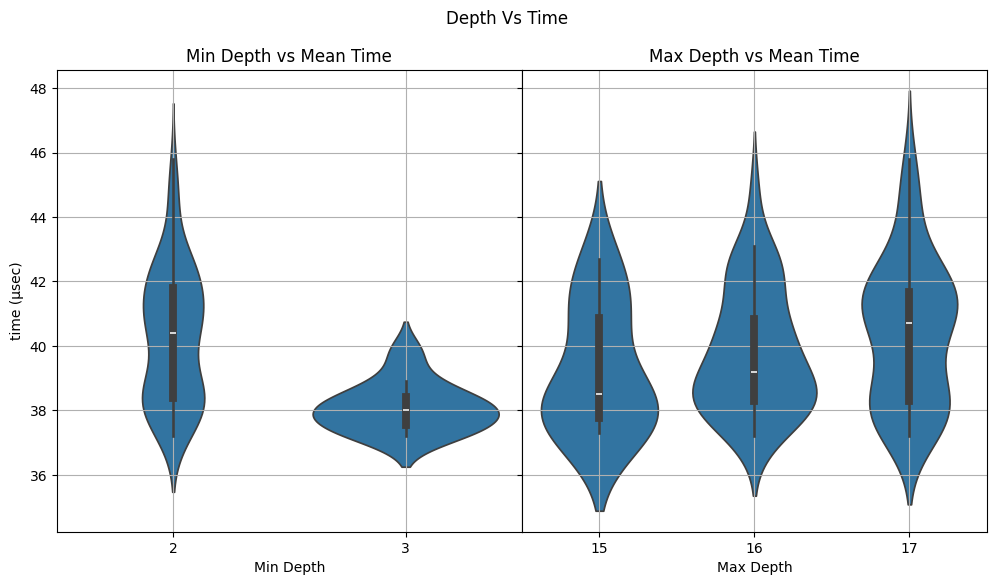 Depth Vs Time
Min Depth vs Mean Time
Max Depth vs Mean Time
48
46
44
42
40
38
36
time (μsec)
2
3
15
16
17
Min Depth
Max Depth